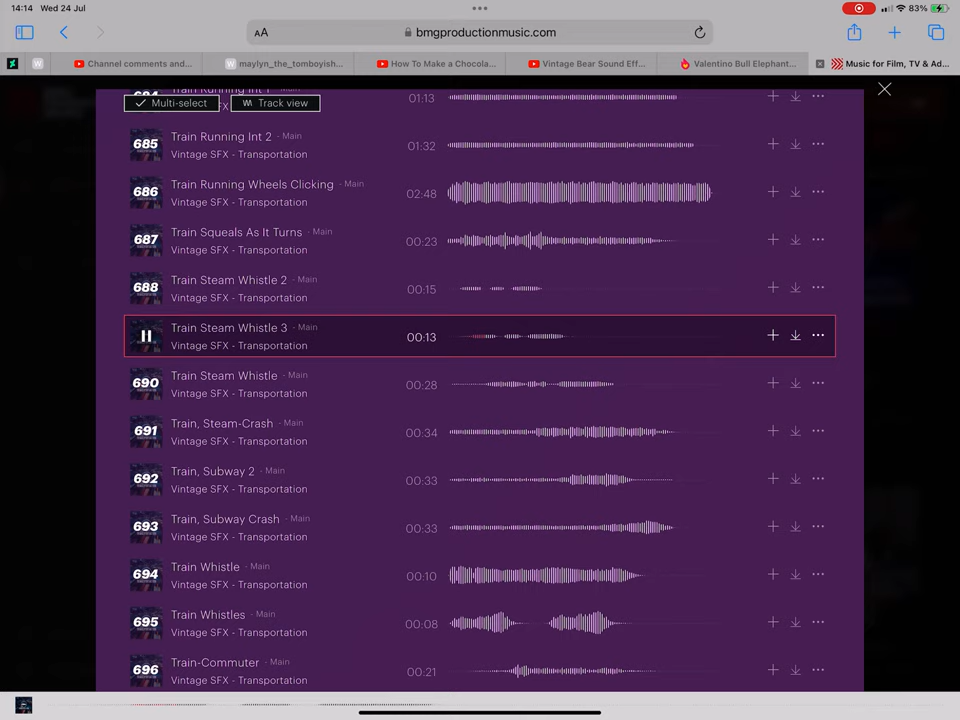 14:14 Wed 24 Jul
83%
AA bmgproductionmusic.com
Channel comments and... maylyn_the_tomboyish... How To Make a Chocola... Vintage Bear Sound Eff... Valentino Bull Elephant... Music for Film, TV & Ad...
Multi-select Track view
01:13
685 Train Running Int 2 - Main
Vintage SFX - Transportation
01:32
686 Train Running Wheels Clicking - Main
Vintage SFX - Transportation
02:48
687 Train Squeals As It Turns - Main
Vintage SFX - Transportation
00:23
688 Train Steam Whistle 2 - Main
Vintage SFX - Transportation
00:15
Train Steam Whistle 3 - Main
Vintage SFX - Transportation
00:13
690 Train Steam Whistle - Main
Vintage SFX - Transportation
00:28
691 Train, Steam-Crash - Main
Vintage SFX - Transportation
00:34
692 Train, Subway 2 - Main
Vintage SFX - Transportation
00:33
693 Train, Subway Crash - Main
Vintage SFX - Transportation
00:33
694 Train Whistle - Main
Vintage SFX - Transportation
00:10
695 Train Whistles - Main
Vintage SFX - Transportation
00:08
696 Train-Commuter - Main
Vintage SFX - Transportation
00:21